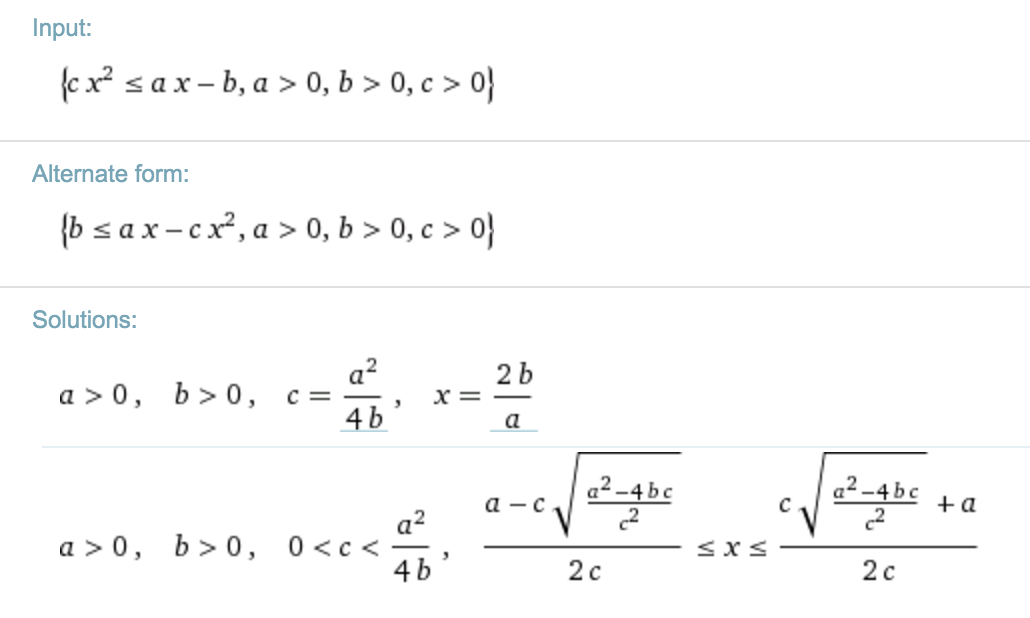 Input:
{c x² ≤ a x – b, a > 0, b > 0, c > 0}
Alternate form:
{b ≤ a x – c x², a > 0, b > 0, c > 0}
Solutions:
a > 0, b > 0, c = a²/(4 b), x = (2 b)/a
a > 0, b > 0, 0 < c < a²/(4 b), (a – c √((a² – 4 b c)/c²))/(2 c) ≤ x ≤ (c √((a² – 4 b c)/c²) + a)/(2 c)